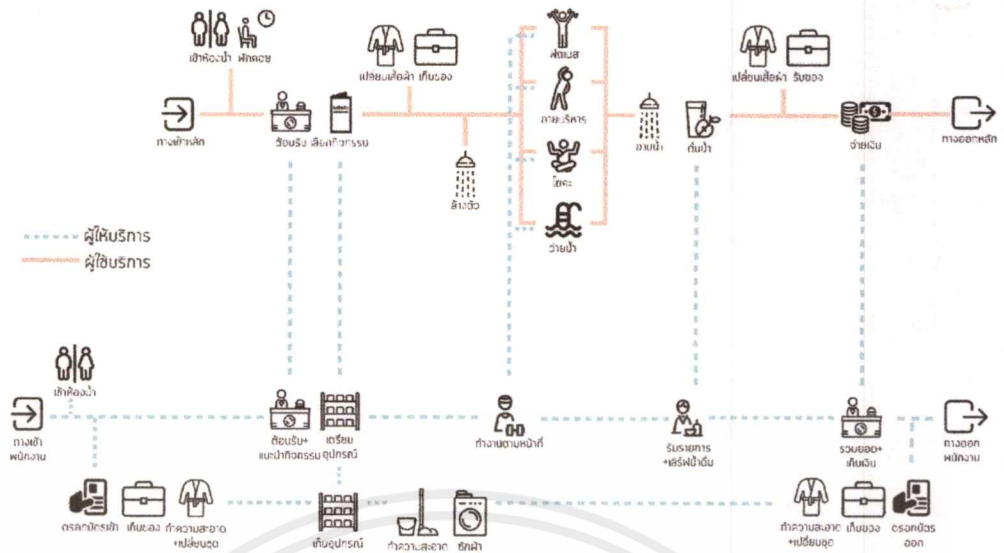 เข้าห้องน้ำ พักคอย
เปลี่ยนเสื้อผ้า เก็บของ
ฟิตเนส
เปลี่ยนเสื้อผ้า รับของ
ทางเข้าหลัก
ต้อนรับ เลือกกิจกรรม
กายบริหาร
อาบน้ำ
ดื่มน้ำ
จ่ายเงิน
ทางออกหลัก
ล้างตัว
โยคะ
ว่ายน้ำ
ผู้ให้บริการ
ผู้ใช้บริการ
เข้าห้องน้ำ
ทางเข้า
พนักงาน
ต้อนรับ+
แนะนำกิจกรรม
เตรียม
อุปกรณ์
ทำงานตามหน้าที่
รับรายการ
+เสิร์ฟน้ำดื่ม
รวมยอด+
เก็บเงิน
ทางออก
พนักงาน
ตรอกบัตรเข้า
เก็บของ
ทำความสะอาด
+เปลี่ยนชุด
เก็บอุปกรณ์
ทำความสะอาด
ซักผ้า
ทำความสะอาด
+เปลี่ยนชุด
เก็บของ
ตรอกบัตร
ออก